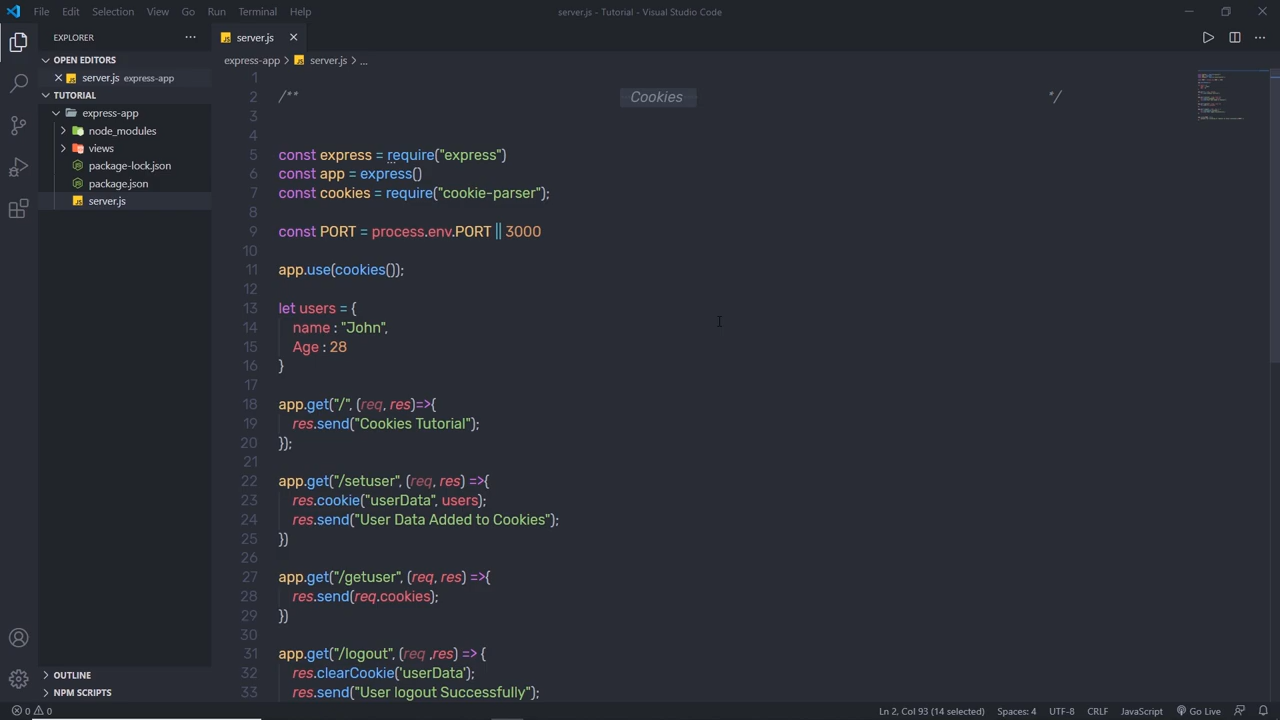 File Edit Selection View Go Run Terminal Help
server.js - Tutorial - Visual Studio Code
EXPLORER
server.js
OPEN EDITORS
server.js express-app
TUTORIAL
express-app
node_modules
views
package-lock.json
package.json
server.js
OUTLINE
NPM SCRIPTS
express-app > server.js > ...
1
2 /** Cookies */
3
4
5 const express = require("express")
6 const app = express()
7 const cookies = require("cookie-parser");
8
9 const PORT = process.env.PORT || 3000
10
11 app.use(cookies());
12
13 let users = {
14 name : "John",
15 Age : 28
16 }
17
18 app.get("/", (req, res)=>{
19 res.send("Cookies Tutorial");
20 });
21
22 app.get("/setuser", (req, res) =>{
23 res.cookie("userData", users);
24 res.send("User Data Added to Cookies");
25 })
26
27 app.get("/getuser", (req, res) =>{
28 res.send(req.cookies);
29 })
30
31 app.get("/logout", (req ,res) => {
32 res.clearCookie('userData');
33 res.send("User logout Successfully");
0 0
Ln 2, Col 93 (14 selected) Spaces: 4 UTF-8 CRLF JavaScript Go Live